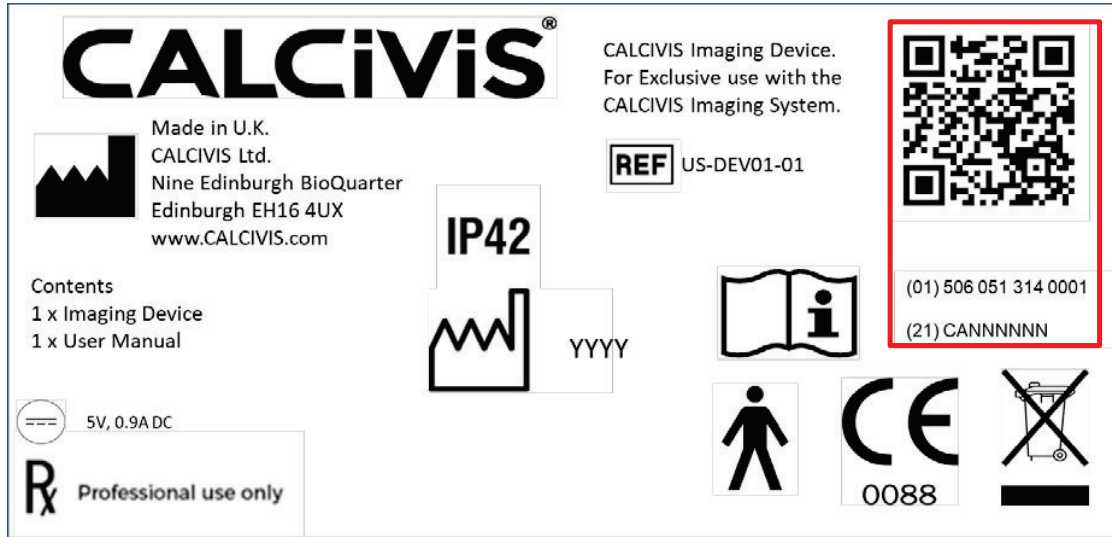 CALCiViS®
Made in U.K.
CALCIVIS Ltd.
Nine Edinburgh BioQuarter
Edinburgh EH16 4UX
www.CALCIVIS.com
Contents
1 x Imaging Device
1 x User Manual
5V, 0.9A DC
Rx Professional use only
IP42
YYYY
CALCIVIS Imaging Device.
For Exclusive use with the
CALCIVIS Imaging System.
REF US-DEV01-01
i
CE
0088
(01) 506 051 314 0001
(21) CANNNNNN